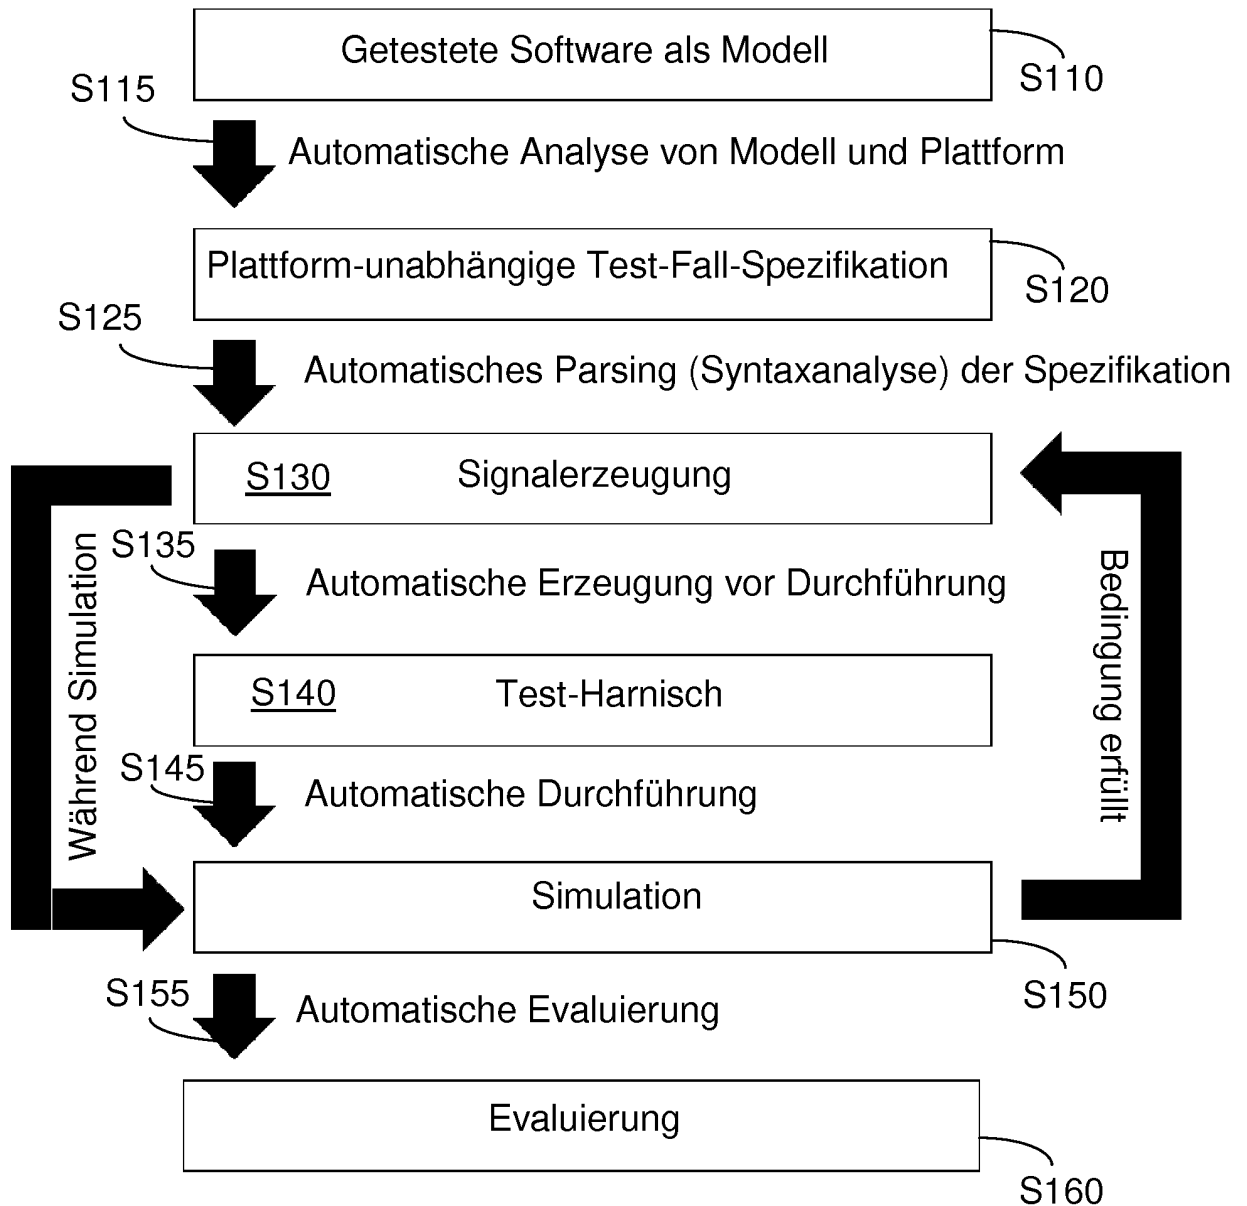 Getestete Software als Modell
S110
S115
Automatische Analyse von Modell und Plattform
Plattform-unabhängige Test-Fall-Spezifikation
S120
S125
Automatisches Parsing (Syntaxanalyse) der Spezifikation
S130 Signalerzeugung
S135
Automatische Erzeugung vor Durchführung
Während Simulation
Bedingung erfüllt
S140 Test-Harnisch
S145
Automatische Durchführung
Simulation
S150
S155
Automatische Evaluierung
Evaluierung
S160